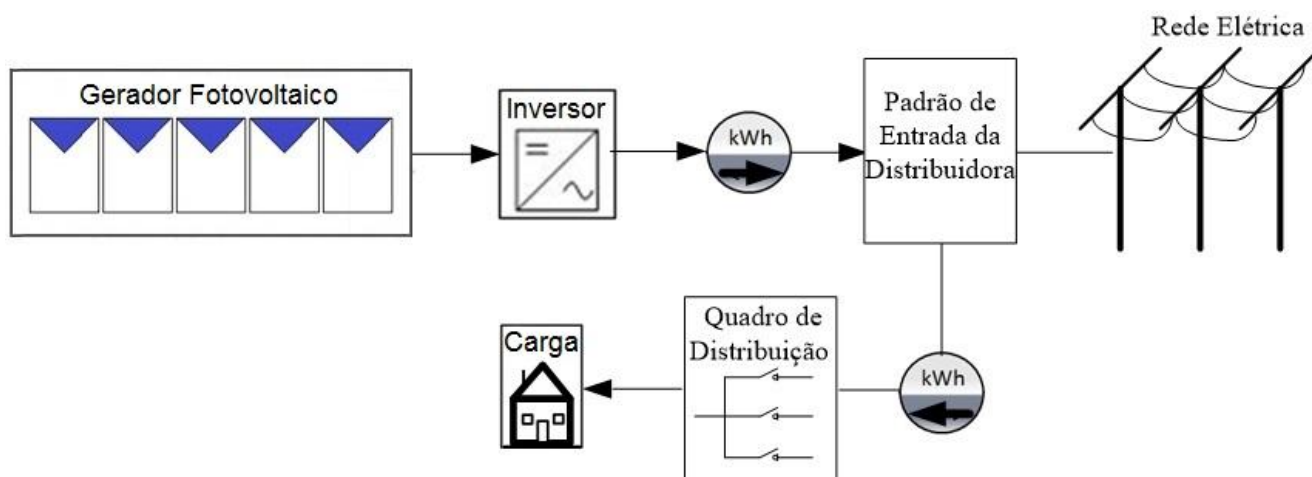 Rede Elétrica
Gerador Fotovoltaico
Inversor
kWh
Padrão de
Entrada da
Distribuidora
Carga
Quadro de
Distribuição
kWh